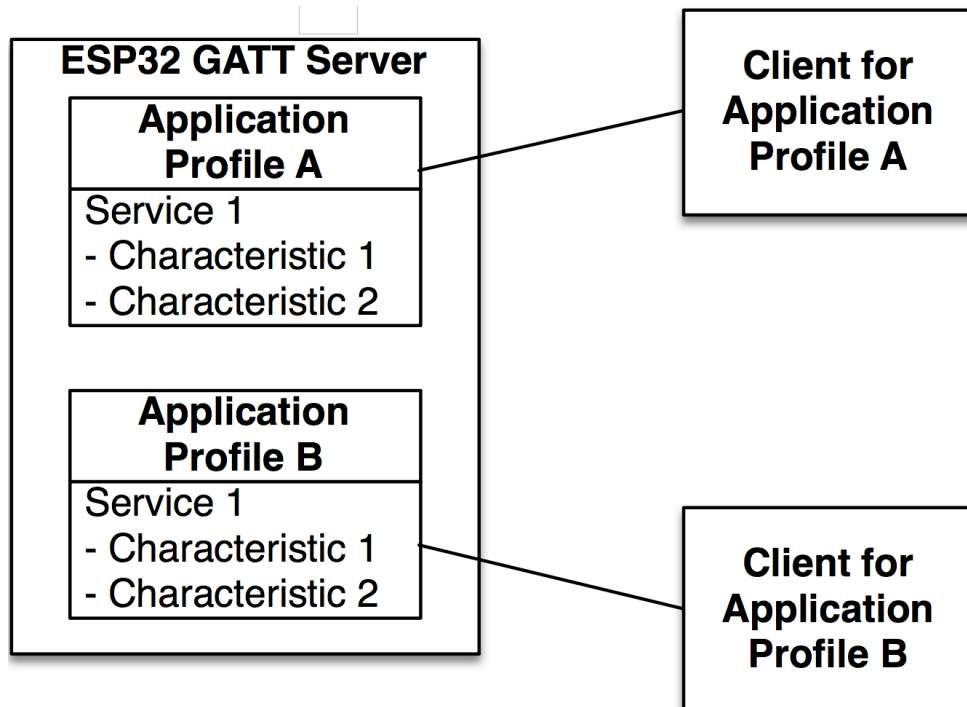 ESP32 GATT Server
Application
Profile A
Service 1
- Characteristic 1
- Characteristic 2
Application
Profile B
Service 1
- Characteristic 1
- Characteristic 2
Client for
Application
Profile A
Client for
Application
Profile B